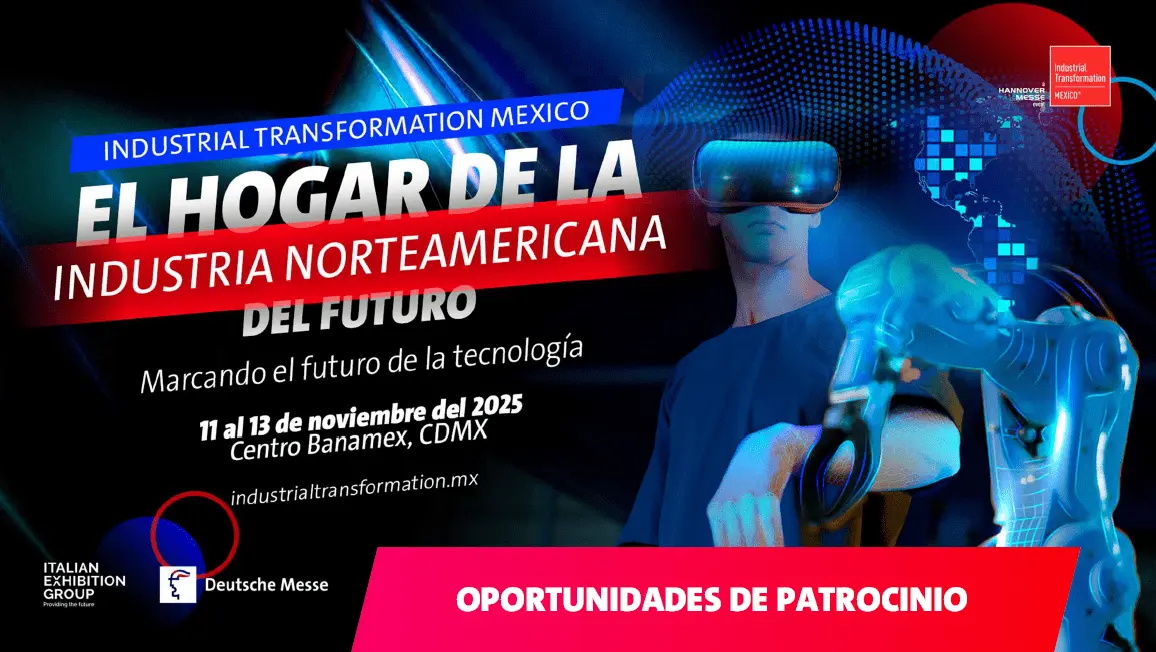 INDUSTRIAL TRANSFORMATION MEXICO
EL HOGAR DE LA
INDUSTRIA NORTEAMERICANA
DEL FUTURO
Marcando el futuro de la tecnología
11 al 13 de noviembre del 2025
Centro Banamex, CDMX
industrialtransformation.mx
a
HANNOVER
MESSE
event
Industrial
Transformation
MEXICO®
ITALIAN
EXHIBITION
GROUP
Providing the future
Deutsche Messe
OPORTUNIDADES DE PATROCINIO